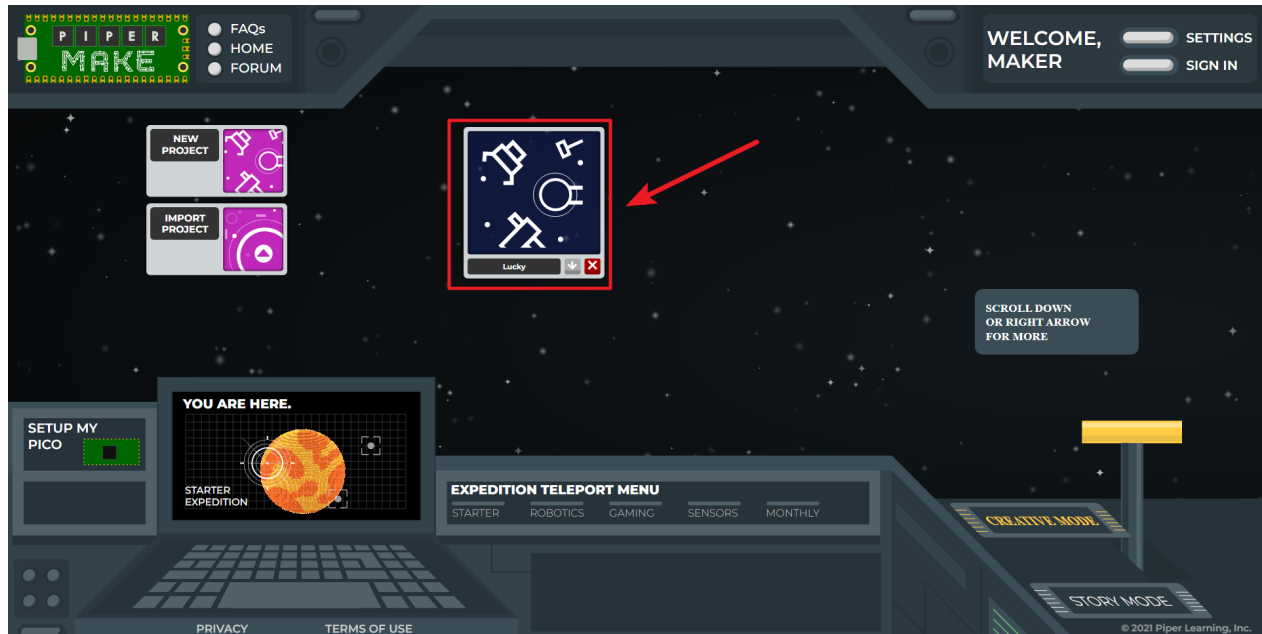 PIPER
MAKE
FAQs
HOME
FORUM
WELCOME,
MAKER
SETTINGS
SIGN IN
NEW
PROJECT
IMPORT
PROJECT
Lucky
SCROLL DOWN
OR RIGHT ARROW
FOR MORE
SETUP MY
PICO
YOU ARE HERE.
STARTER
EXPEDITION
EXPEDITION TELEPORT MENU
STARTER ROBOTICS GAMING SENSORS MONTHLY
CREATIVE MODE
STORY MODE
PRIVACY TERMS OF USE
© 2021 Piper Learning, Inc.